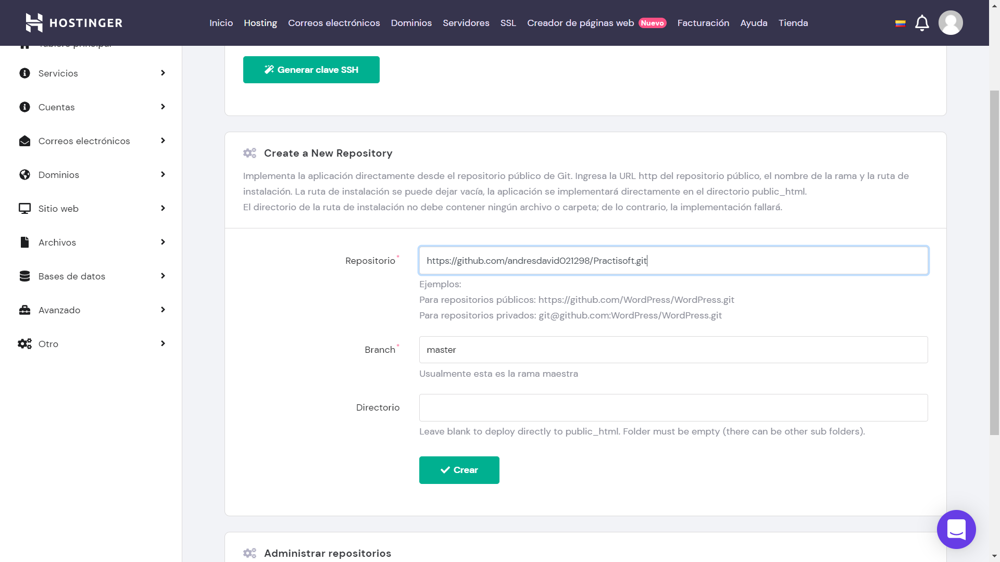 HOSTINGER
Inicio Hosting Correos electrónicos Dominios Servidores SSL Creador de páginas web Nuevo Facturación Ayuda Tienda
Tablero principal
Servicios
Cuentas
Correos electrónicos
Dominios
Sitio web
Archivos
Bases de datos
Avanzado
Otro
Generar clave SSH
Create a New Repository
Implementa la aplicación directamente desde el repositorio público de Git. Ingresa la URL http del repositorio público, el nombre de la rama y la ruta de
instalación. La ruta de instalación se puede dejar vacía, la aplicación se implementará directamente en el directorio public_html.
El directorio de la ruta de instalación no debe contener ningún archivo o carpeta; de lo contrario, la implementación fallará.
Repositorio* https://github.com/andresdavid021298/Practisoft.git
Ejemplos:
Para repositorios públicos: https://github.com/WordPress/WordPress.git
Para repositorios privados: git@github.com:WordPress/WordPress.git
Branch* master
Usualmente esta es la rama maestra
Directorio
Leave blank to deploy directly to public_html. Folder must be empty (there can be other sub folders).
Crear
Administrar repositorios